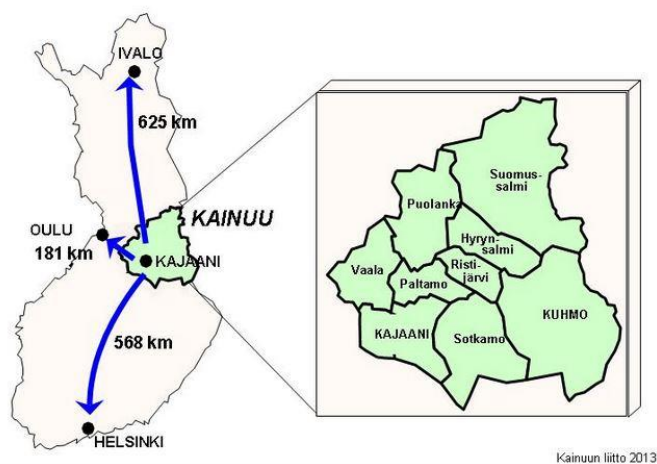 IVALO
625 km
KAINUU
OULU
181 km
KAJAANI
568 km
HELSINKI
Suomus-
salmi
Puolanka
Hyryn-
salmi
Vaala
Risti-
järvi
Paltamo
KUHMO
KAJAANI
Sotkamo
Kainuun liitto 2013